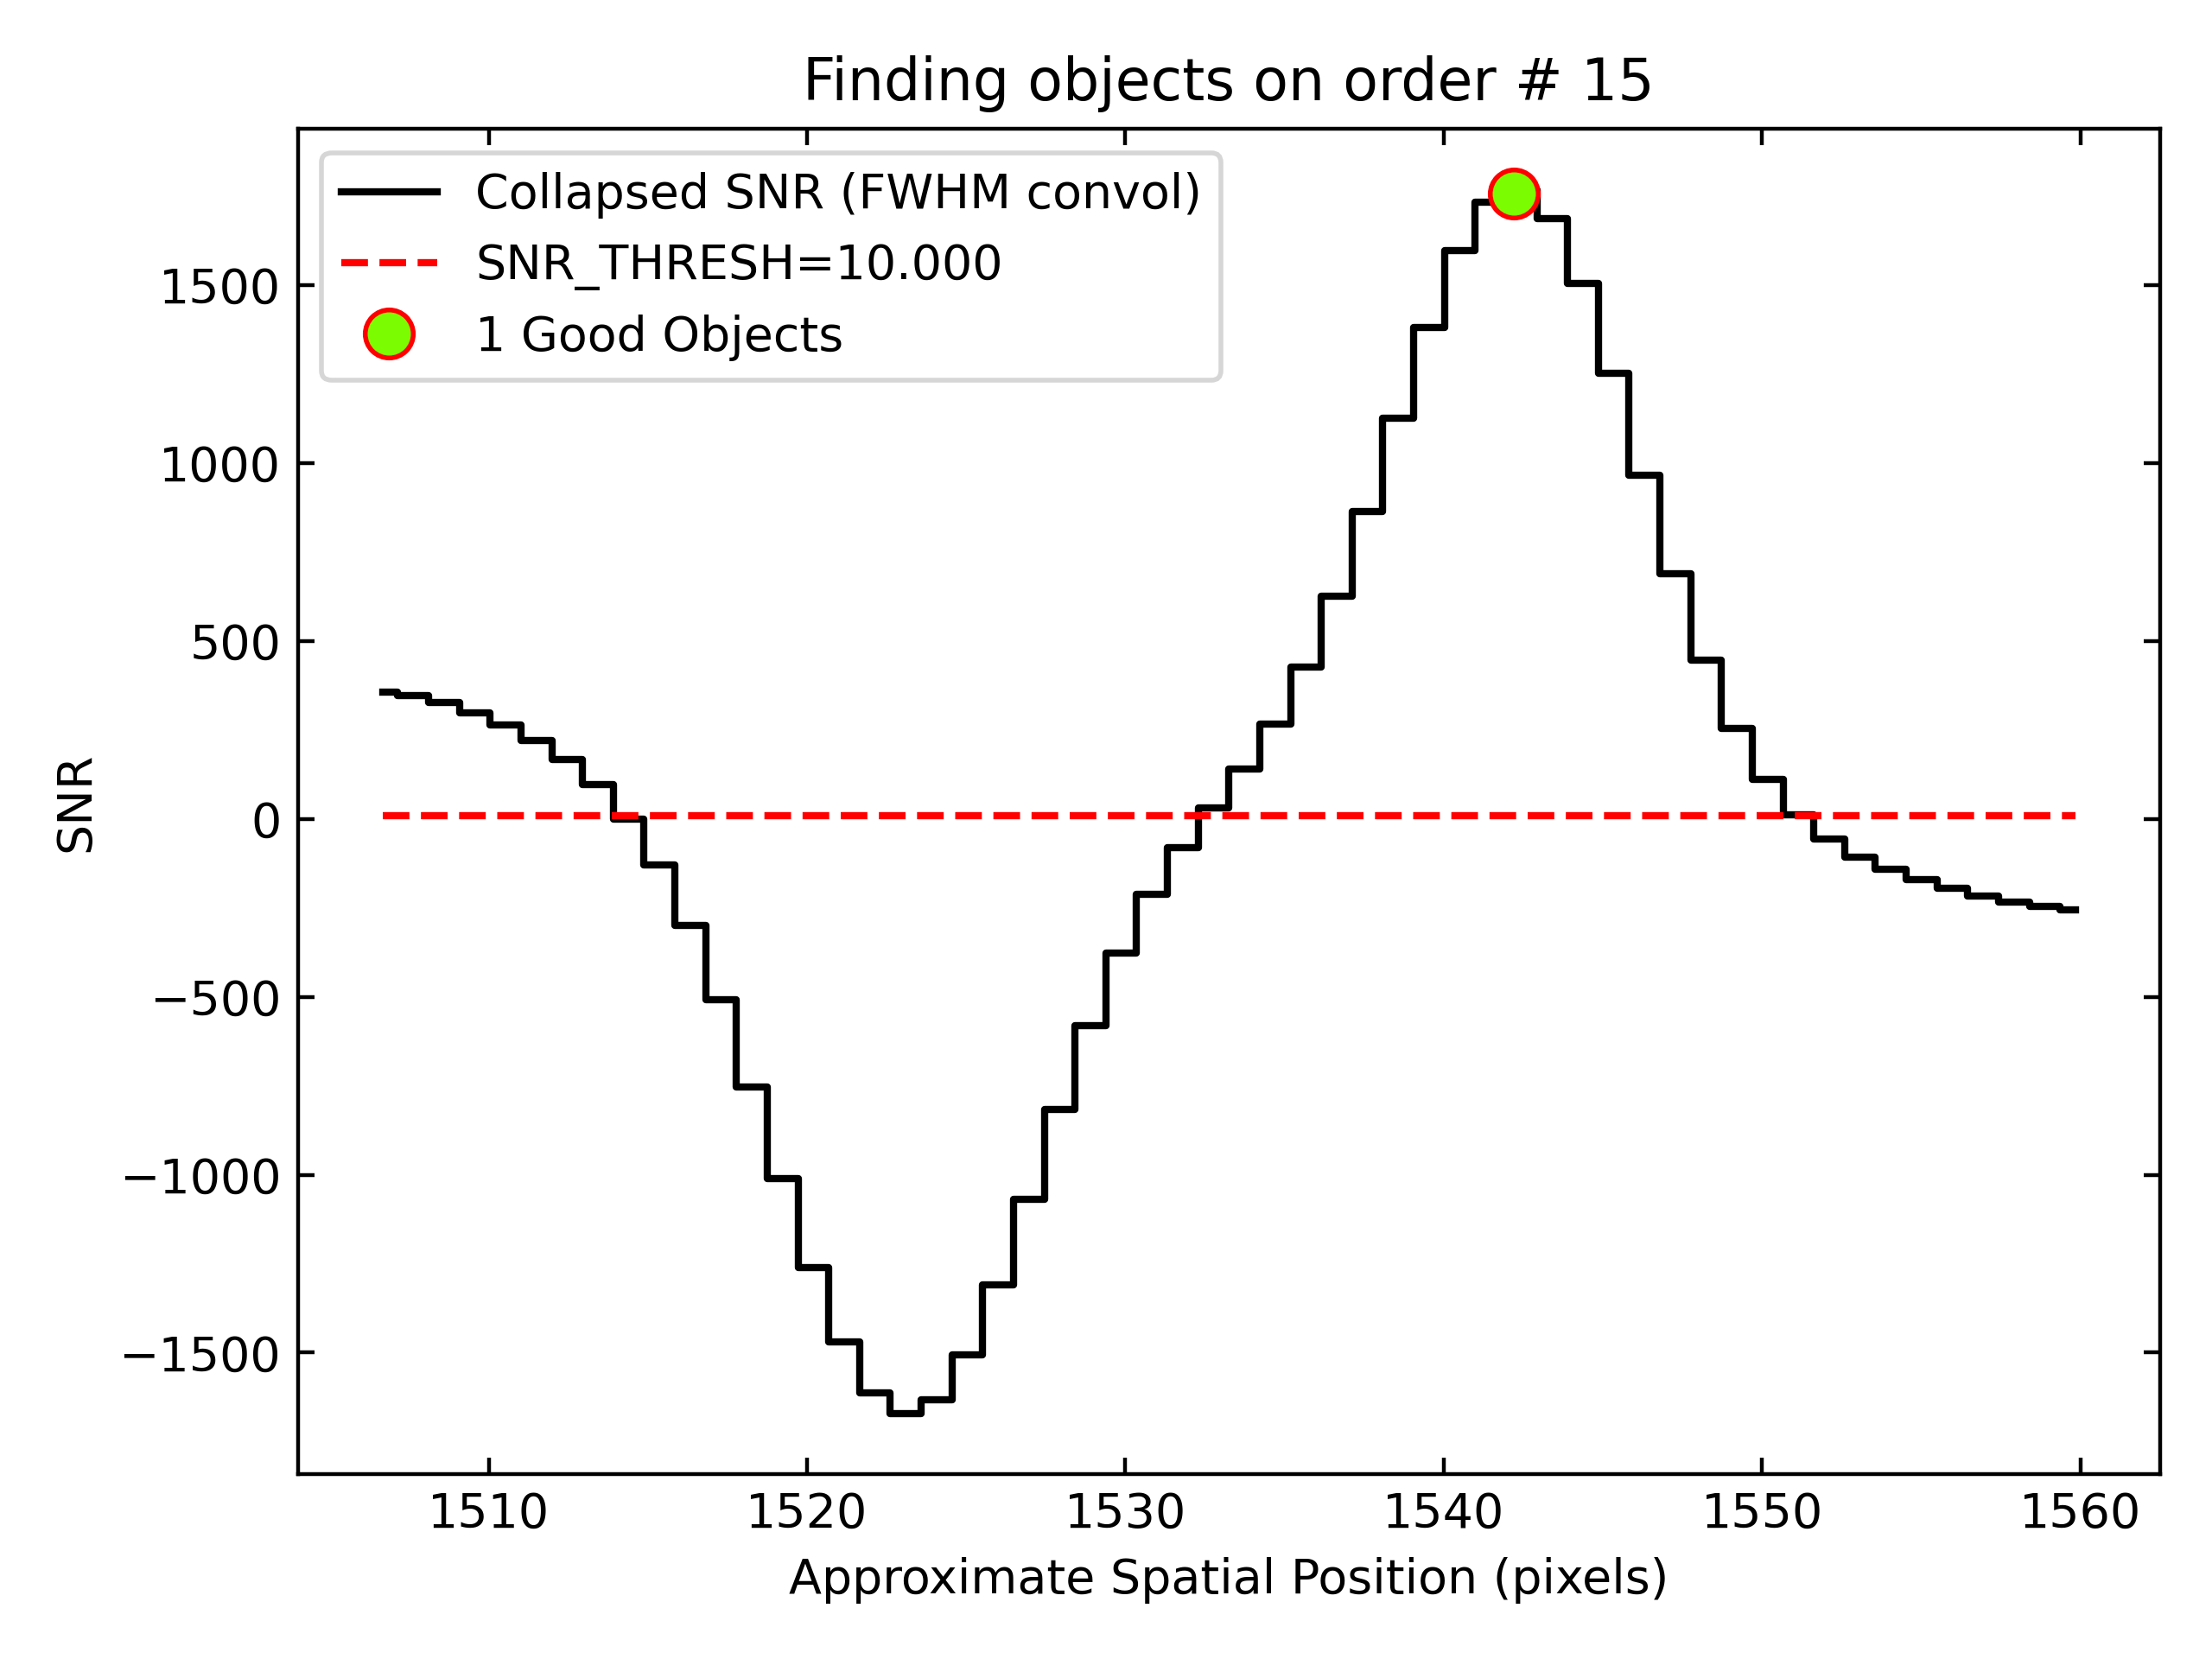 Finding objects on order # 15
Collapsed SNR (FWHM convol)
SNR_THRESH=10.000
1 Good Objects
1500
1000
500
0
−500
−1000
−1500
SNR
1510 1520 1530 1540 1550 1560
Approximate Spatial Position (pixels)